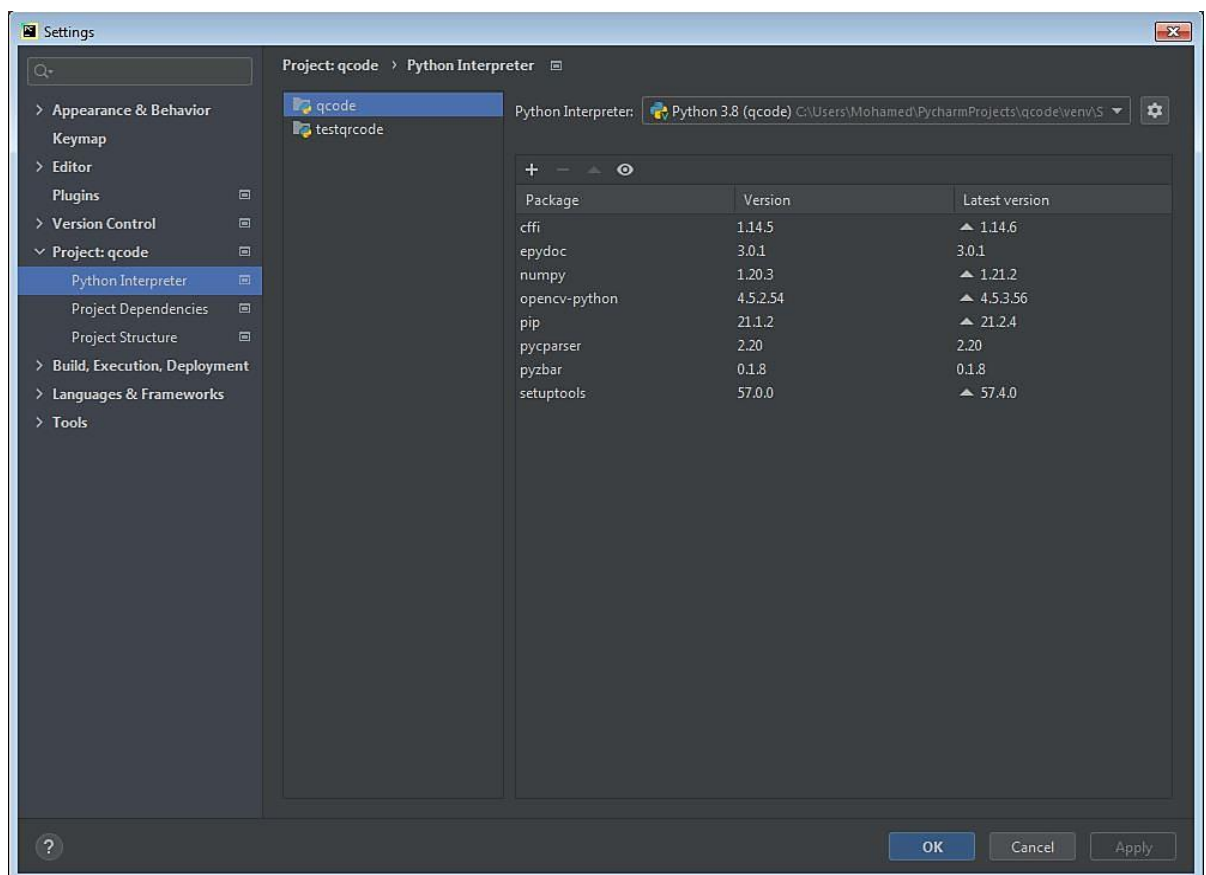 Settings
Project: qcode › Python Interpreter
Appearance & Behavior
Keymap
Editor
Plugins
Version Control
Project: qcode
Python Interpreter
Project Dependencies
Project Structure
Build, Execution, Deployment
Languages & Frameworks
Tools
qcode
testqrcode
Python Interpreter: Python 3.8 (qcode) C:\Users\Mohamed\PycharmProjects\qcode\venv\S
Package Version Latest version
cffi 1.14.5 1.14.6
epydoc 3.0.1 3.0.1
numpy 1.20.3 1.21.2
opencv-python 4.5.2.54 4.5.3.56
pip 21.1.2 21.2.4
pycparser 2.20 2.20
pyzbar 0.1.8 0.1.8
setuptools 57.0.0 57.4.0
? OK Cancel Apply